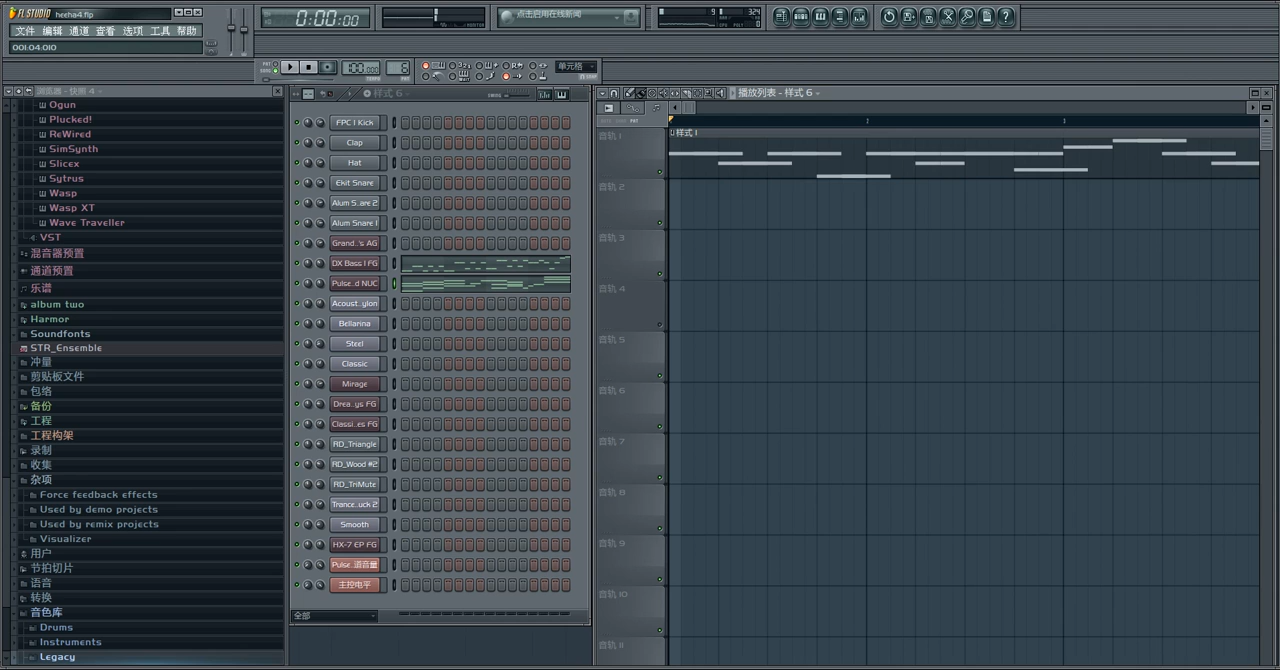 FL STUDIO
heeha4.flp
文件 编辑 通道 查看 选项 工具 帮助
001:04:010
0:00:00
点击启用在线新闻
单元格
浏览器 - 快照 4
Ogun
Plucked!
ReWired
SimSynth
Slicex
Sytrus
Wasp
Wasp XT
Wave Traveller
VST
混音器预置
通道预置
乐谱
album two
Harmor
Soundfonts
STR_Ensemble
冲量
剪贴板文件
包络
备份
工程
工程构架
录制
收集
杂项
Force feedback effects
Used by demo projects
Used by remix projects
Visualizer
用户
节拍切片
语音
转换
音色库
Drums
Instruments
Legacy
样式 6
FPC I Kick
Clap
Hat
Exit Snare
Alum S..are 2
Alum Snare I
Grand..'s AG
DX Bass I FG
Pulse..d NUC
Acoust..ylon
Bellarina
Steel
Classic
Mirage
Drea..ys FG
Classi..es FG
RD_Triangle
RD_Wood #2
RD_TriMute
Trance..uck 2
Smooth
HX-7 EP FG
Pulse..道音量
主控电平
全部
播放列表 - 样式 6
2
3
样式 1
音轨 1
音轨 2
音轨 3
音轨 4
音轨 5
音轨 6
音轨 7
音轨 8
音轨 9
音轨 10
音轨 11